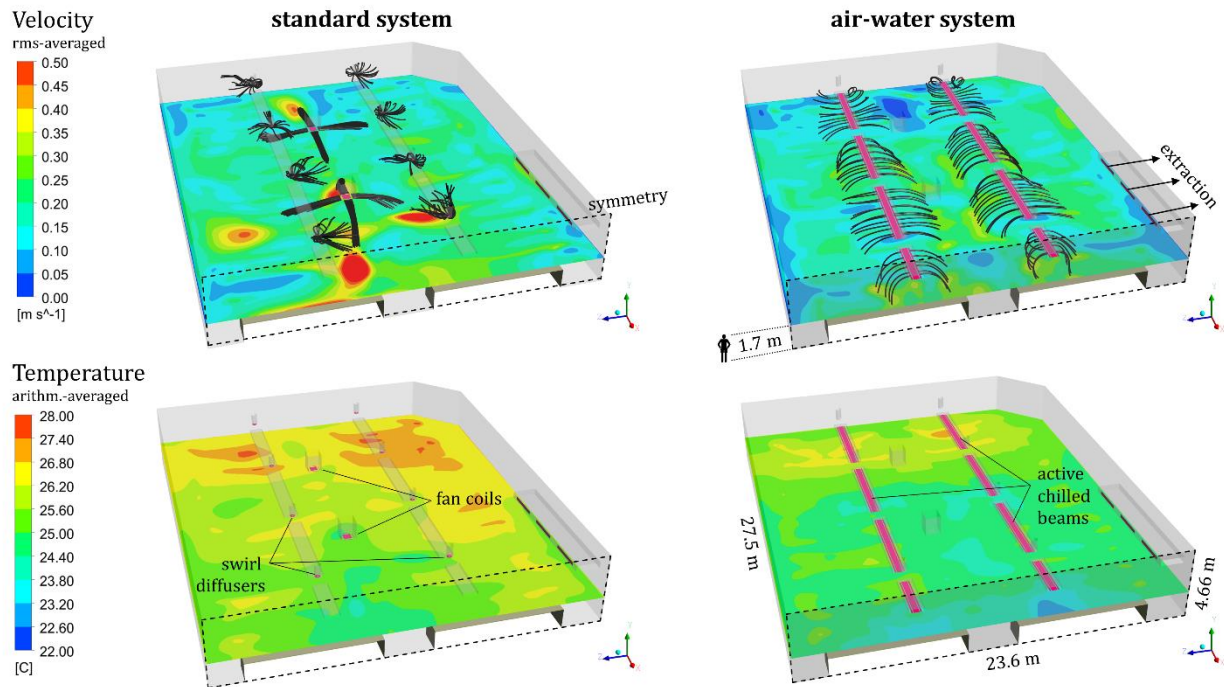 standard system
air-water system
Velocity
rms-averaged
0.50
0.45
0.40
0.35
0.30
0.25
0.20
0.15
0.10
0.05
0.00
[m s^-1]
symmetry
extraction
1.7 m
Temperature
arithm.-averaged
28.00
27.40
26.80
26.20
25.60
25.00
24.40
23.80
23.20
22.60
22.00
[C]
fan coils
swirl
diffusers
active
chilled
beams
27.5 m
4.66 m
23.6 m